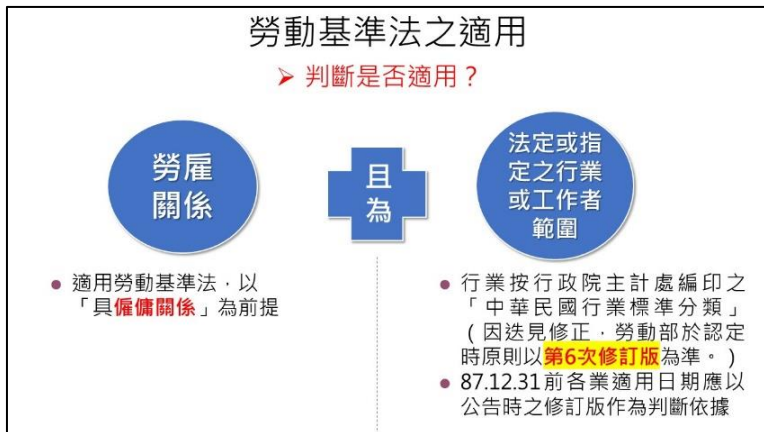 勞動基準法之適用
➢ 判斷是否適用？
勞雇
關係
且
為
法定或指
定之行業
或工作者
範圍
● 適用勞動基準法，以
「具僱傭關係」為前提
● 行業按行政院主計處編印之
「中華民國行業標準分類」
（因迭見修正，勞動部於認定
時原則以第6次修訂版為準。）
● 87.12.31前各業適用日期應以
公告時之修訂版作為判斷依據